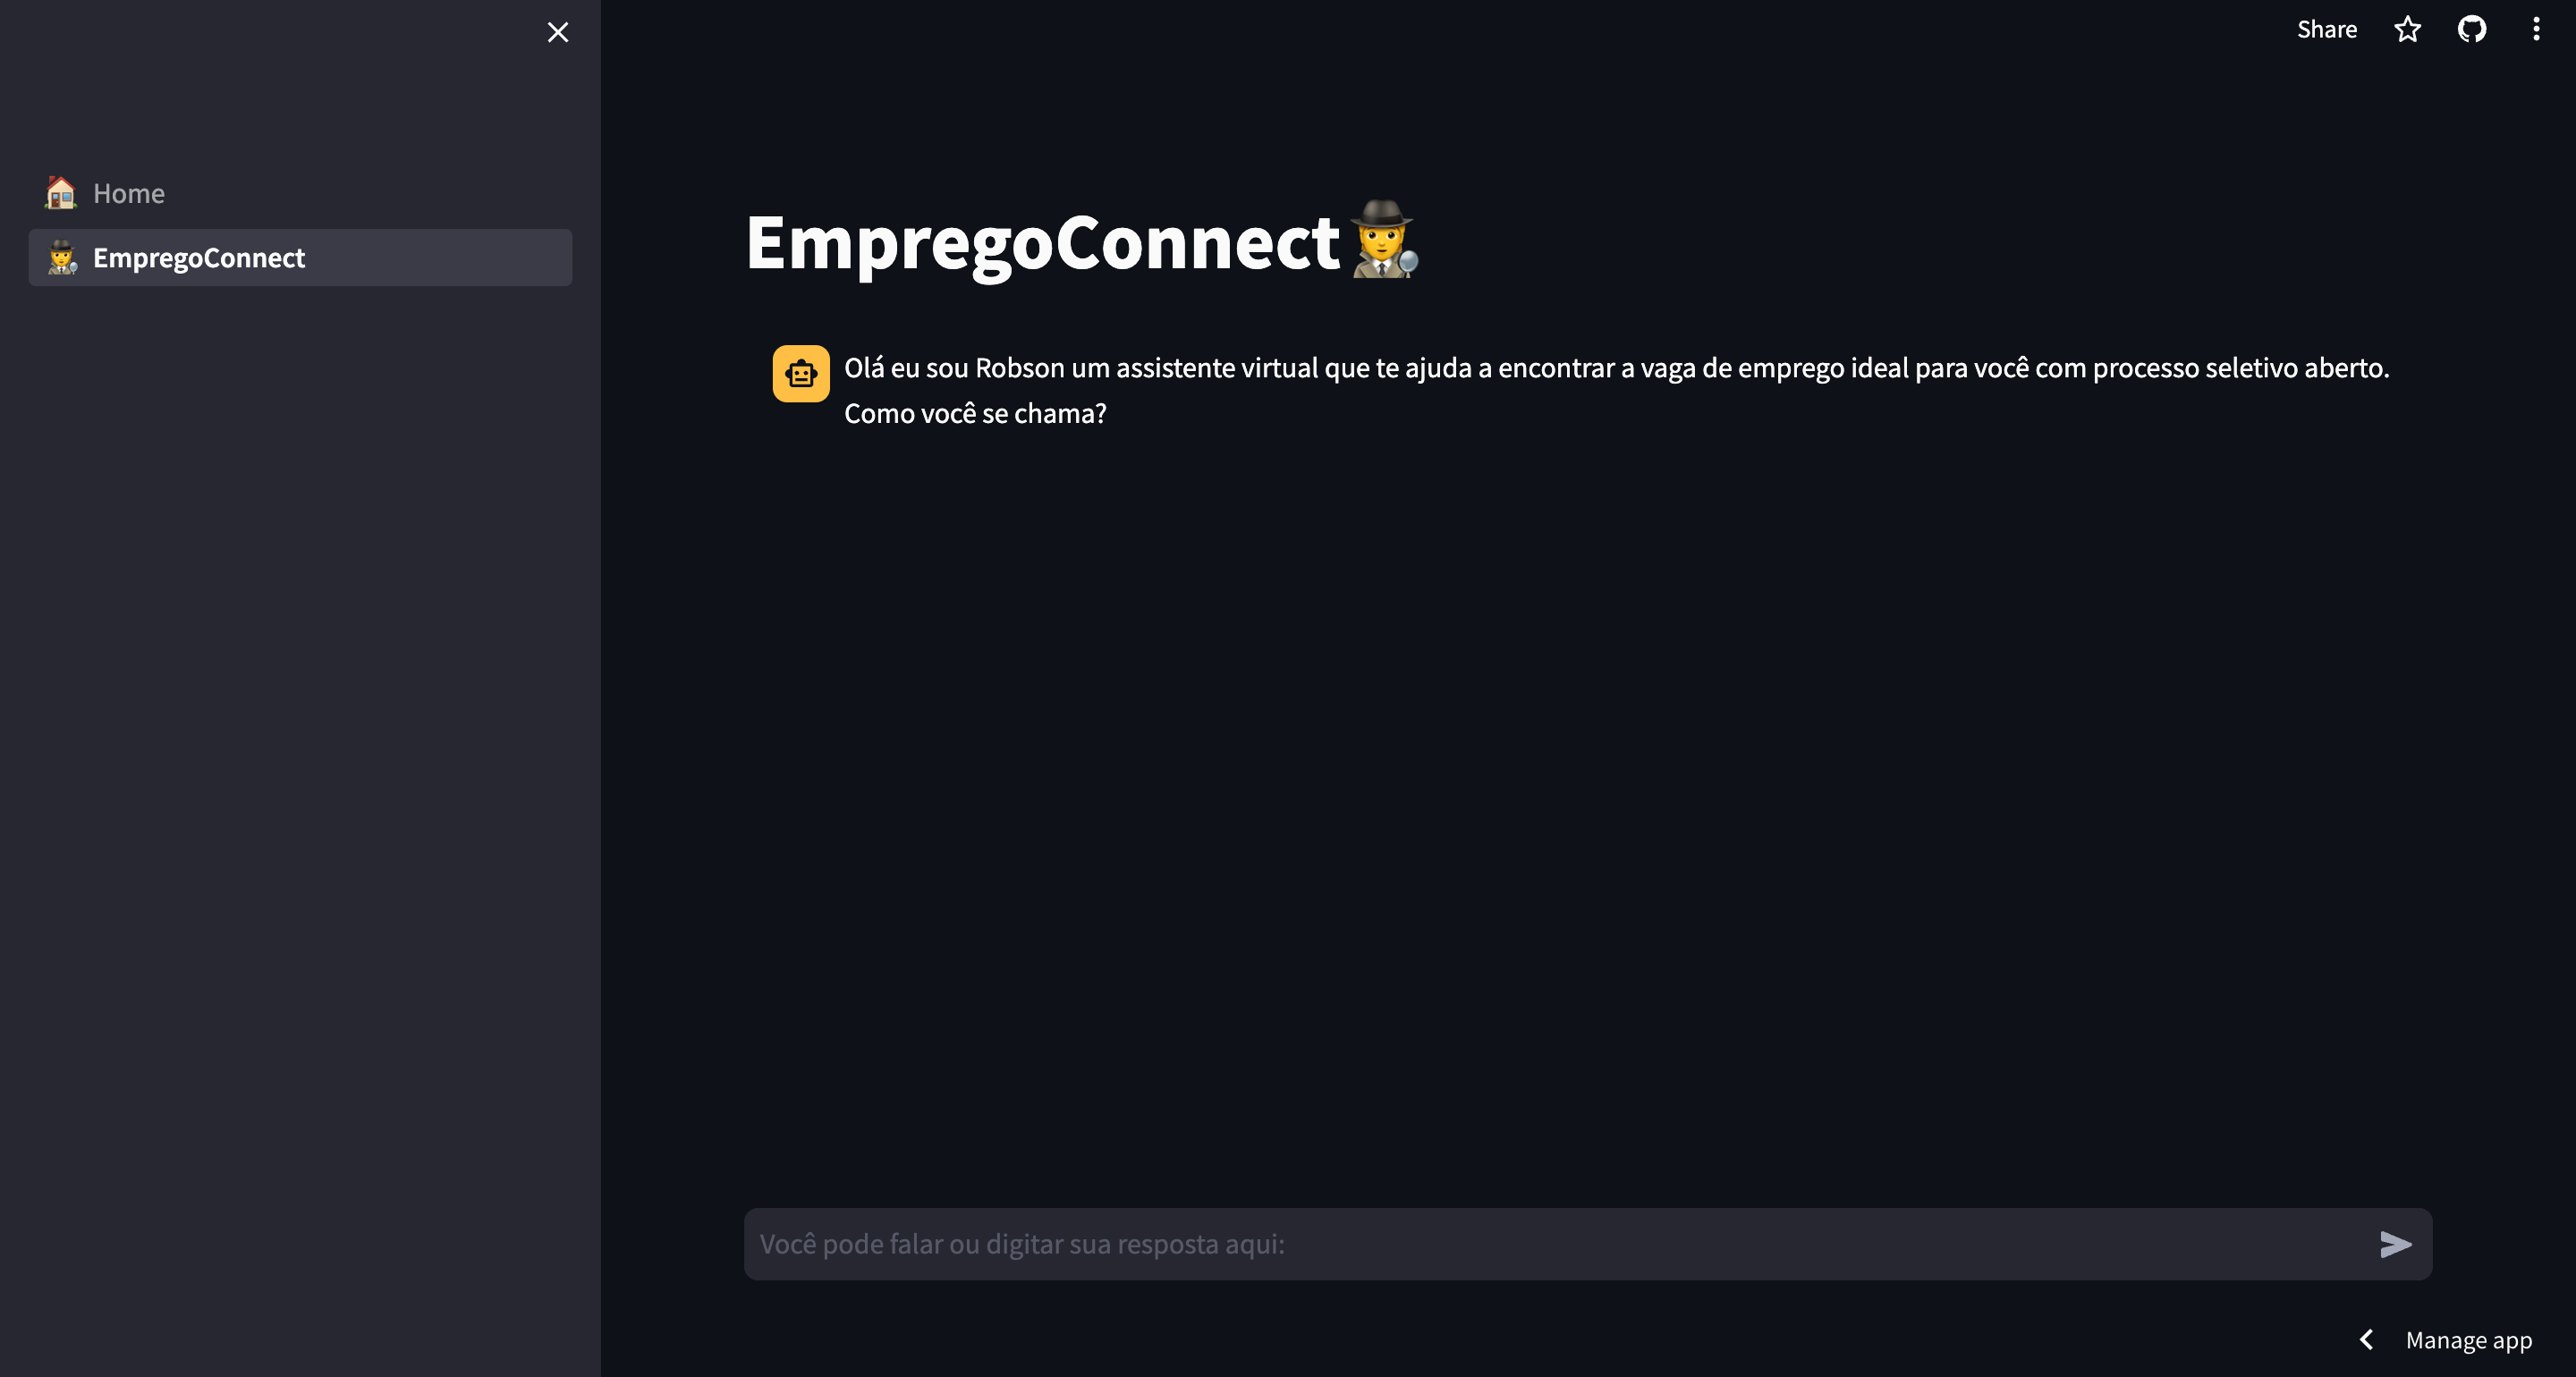 Share
Home
EmpregoConnect
EmpregoConnect
Olá eu sou Robson um assistente virtual que te ajuda a encontrar a vaga de emprego ideal para você com processo seletivo aberto.
Como você se chama?
Você pode falar ou digitar sua resposta aqui:
Manage app